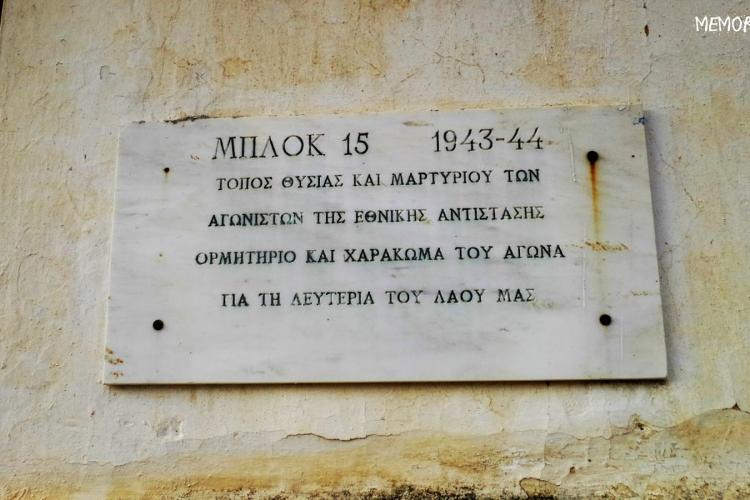 MEMOR
ΜΠΛΟΚ 15 1943-44
ΤΟΠΟΣ ΘΥΣΙΑΣ ΚΑΙ ΜΑΡΤΥΡΙΟΥ ΤΩΝ
ΑΓΩΝΙΣΤΩΝ ΤΗΣ ΕΘΝΙΚΗΣ ΑΝΤΙΣΤΑΣΗΣ
ΟΡΜΗΤΗΡΙΟ ΚΑΙ ΧΑΡΑΚΩΜΑ ΤΟΥ ΑΓΩΝΑ
ΓΙΑ ΤΗ ΛΕΥΤΕΡΙΑ ΤΟΥ ΛΑΟΥ ΜΑΣ